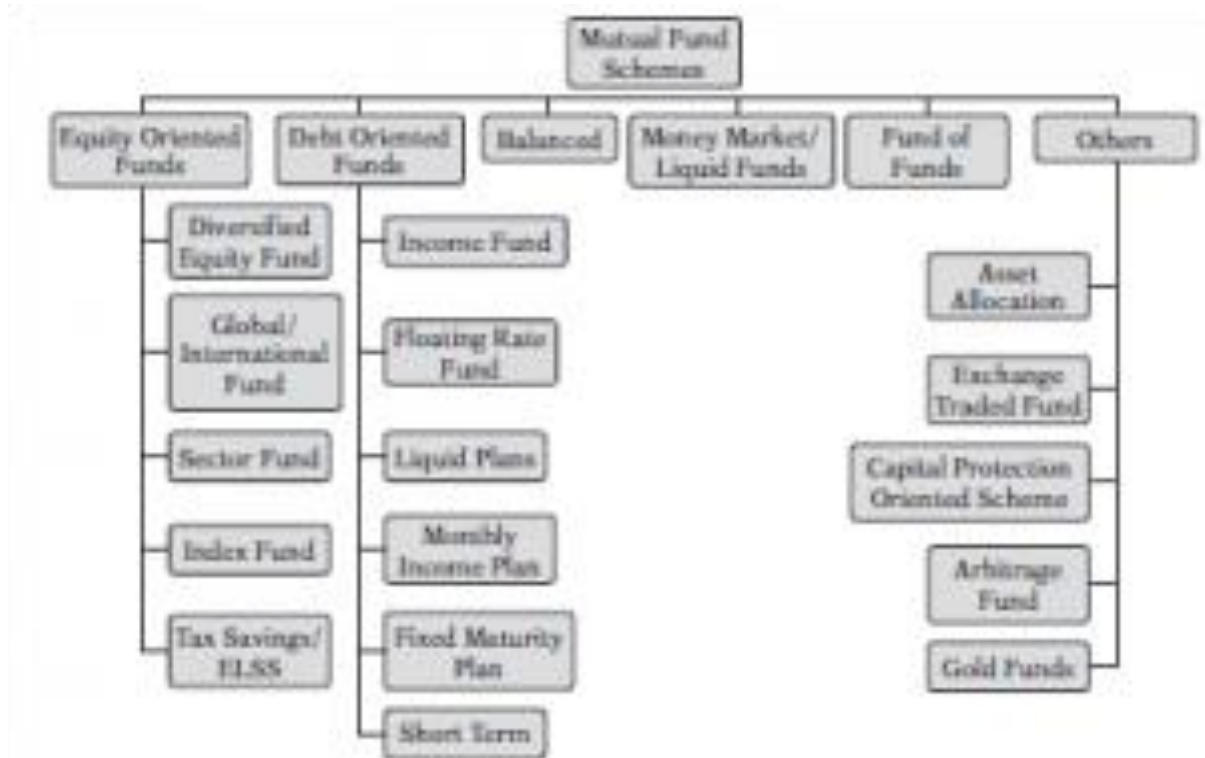 Mutual Fund
Schemes
Equity Oriented
Funds
Debt Oriented
Funds
Balanced
Money Market/
Liquid Funds
Fund of
Funds
Others
Diversified
Equity Fund
Global/
International
Fund
Sector Fund
Index Fund
Tax Savings/
ELSS
Income Fund
Floating Rate
Fund
Liquid Plans
Monthly
Income Plan
Fixed Maturity
Plan
Short Term
Asset
Allocation
Exchange
Traded Fund
Capital Protection
Oriented Scheme
Arbitrage
Fund
Gold Funds